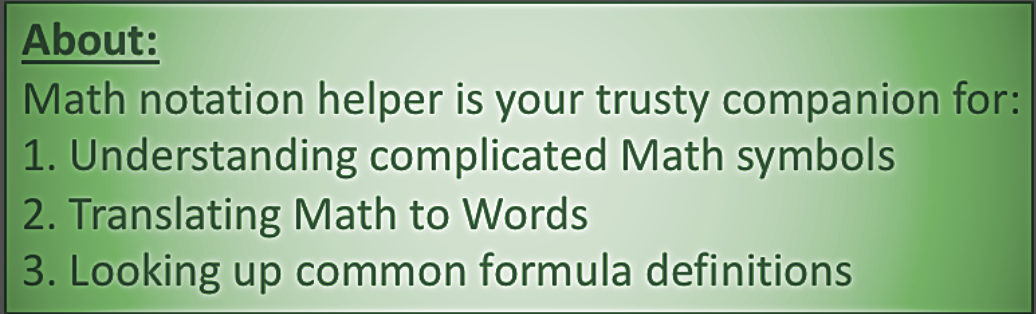 About:
Math notation helper is your trusty companion for:
1. Understanding complicated Math symbols
2. Translating Math to Words
3. Looking up common formula definitions